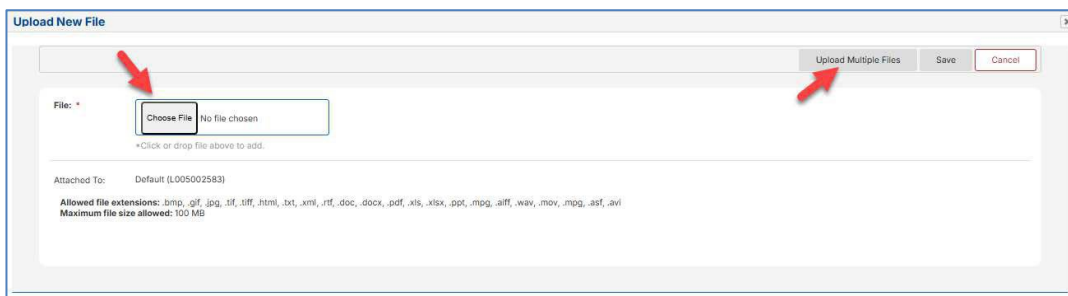 Upload New File
Upload Multiple Files Save Cancel
File: *
Choose File No file chosen
*Click or drop file above to add.
Attached To: Default (L005002583)
Allowed file extensions: .bmp, .gif, .jpg, .tif, .tiff, .html, .txt, .xml, .rtf, .doc, .docx, .pdf, .xls, .xlsx, .ppt, .mpg, .aiff, .wav, .mov, .mpg, .asf, .avi
Maximum file size allowed: 100 MB